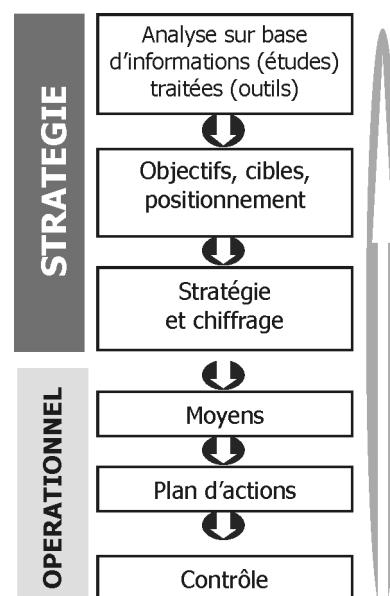 STRATEGIE
Analyse sur base
d'informations (études)
traitées (outils)
Objectifs, cibles,
positionnement
Stratégie
et chiffrage
OPERATIONNEL
Moyens
Plan d'actions
Contrôle